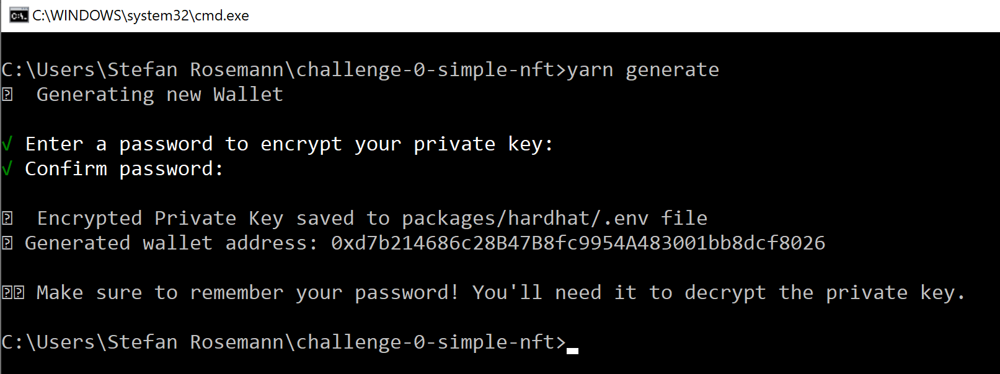 C:\WINDOWS\system32\cmd.exe
C:\Users\Stefan Rosemann\challenge-0-simple-nft>yarn generate
Generating new Wallet
√ Enter a password to encrypt your private key:
√ Confirm password:
Encrypted Private Key saved to packages/hardhat/.env file
Generated wallet address: 0xd7b214686c28B47B8fc9954A483001bb8dcf8026
Make sure to remember your password! You'll need it to decrypt the private key.
C:\Users\Stefan Rosemann\challenge-0-simple-nft>